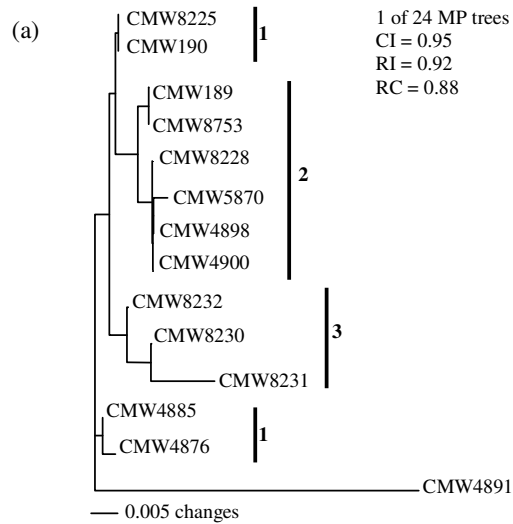 (a)
1 of 24 MP trees
CI = 0.95
RI = 0.92
RC = 0.88
CMW8225
CMW190
1
CMW189
CMW8753
CMW8228
CMW5870
CMW4898
CMW4900
2
CMW8232
CMW8230
CMW8231
3
CMW4885
CMW4876
1
CMW4891
0.005 changes